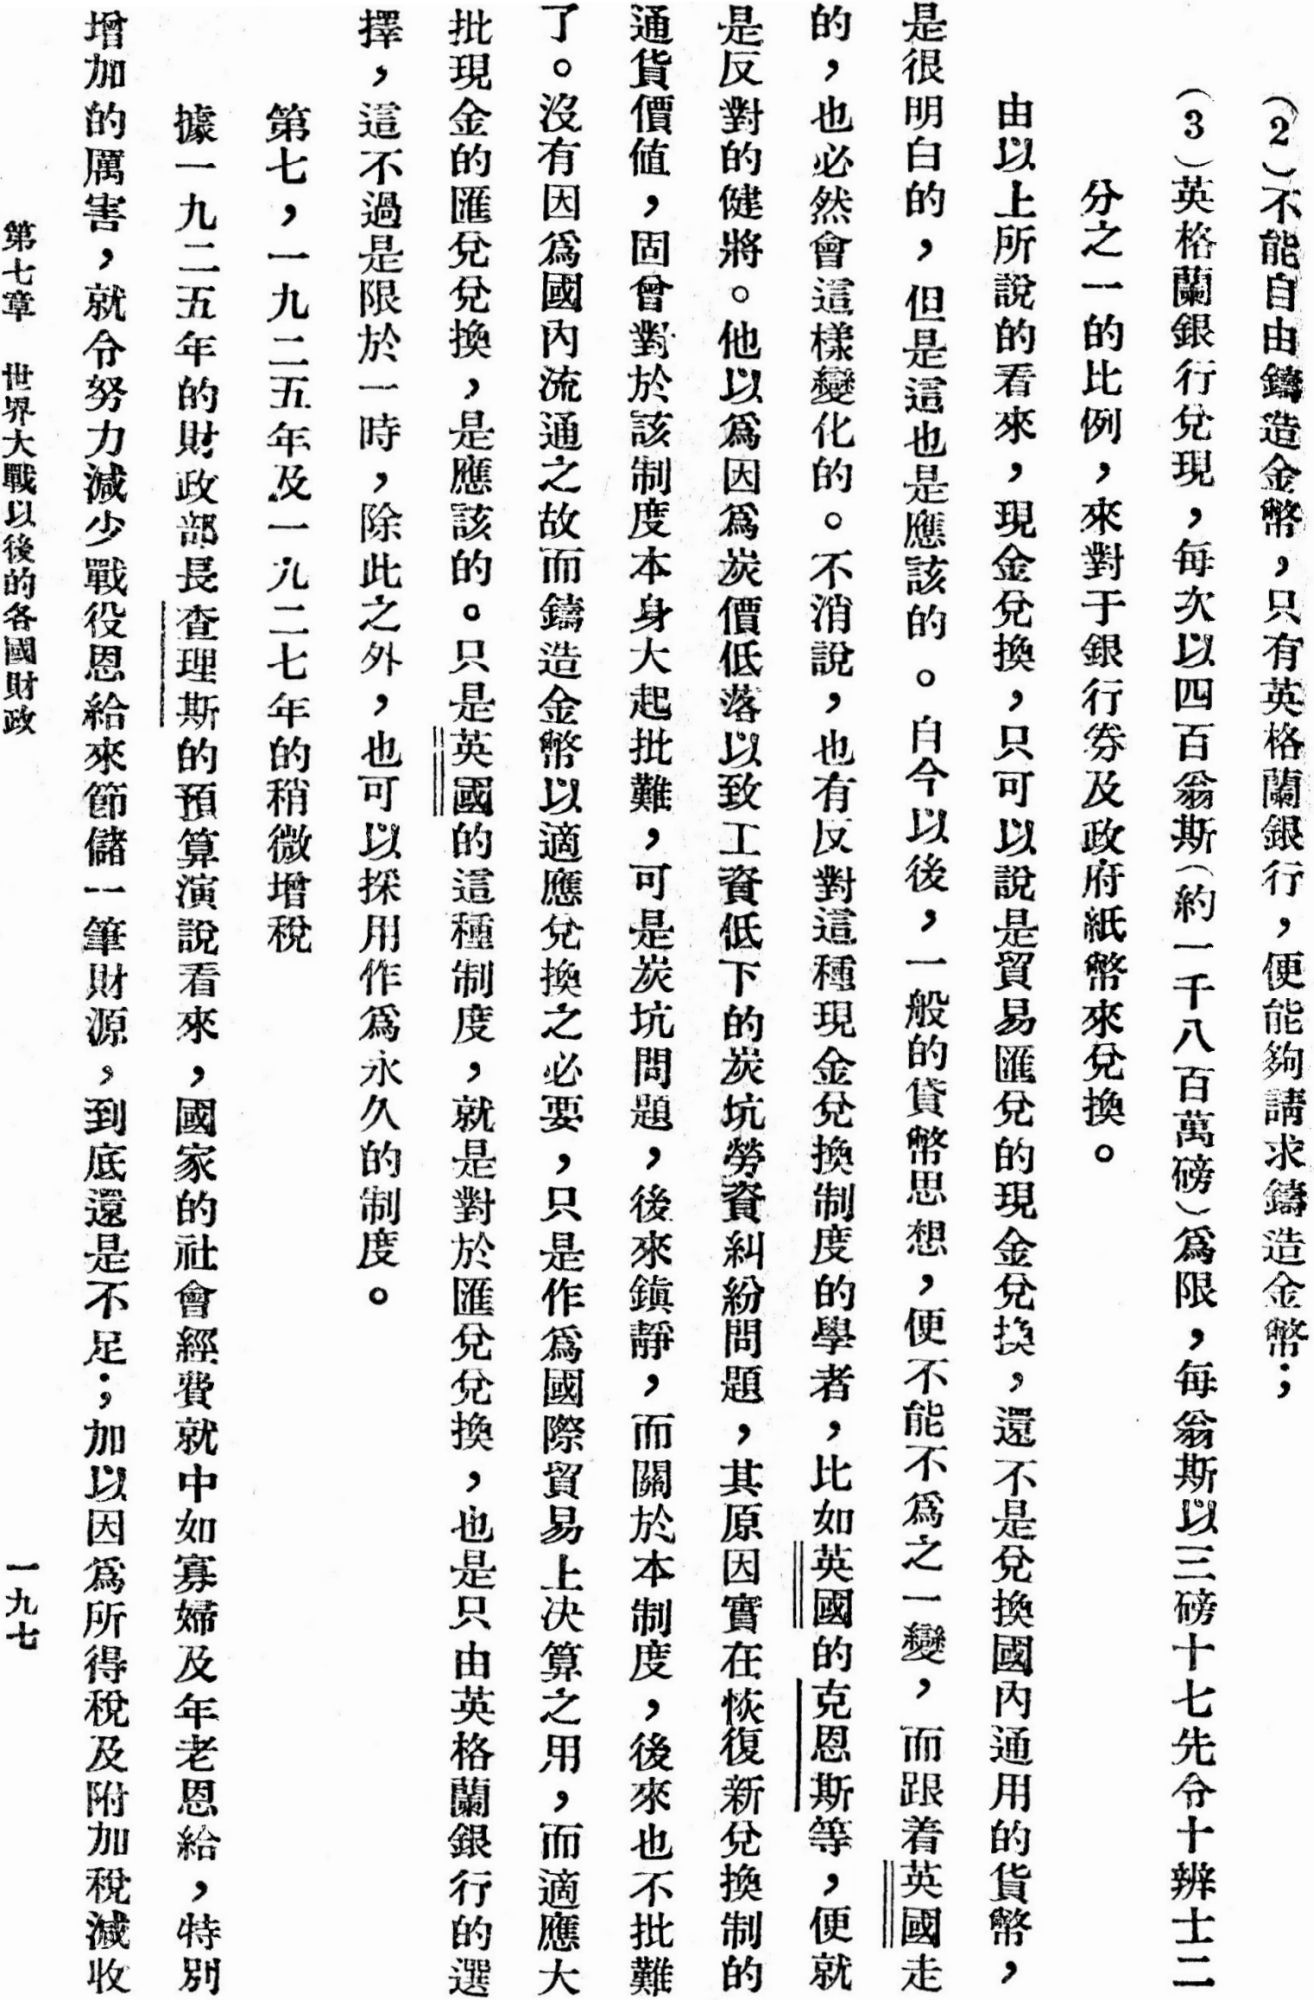 （2）不能自由鑄造金幣，只有英格蘭銀行，便能夠請求鑄造金幣；
（3）英格蘭銀行兌現，每次以四百翁斯（約一千八百萬磅）爲限，每翁斯以三磅十七先令十辨士二
分之一的比例，來對于銀行券及政府紙幣來兌換。
由以上所說的看來，現金兌換，只可以說是貿易匯兌的現金兌換，還不是兌換國內通用的貨幣，
是很明白的，但是這也是應該的。自今以後，一般的貨幣思想，便不能不爲之一變，而跟着英國走
的，也必然會這樣變化的。不消說，也有反對這種現金兌換制度的學者，比如英國的克恩斯等，便就
是反對的健將。他以爲因爲炭價低落以致工資低下的炭坑勞資糾紛問題，其原因實在恢復新兌換制的
通貨價值，固曾對於該制度本身大起批難，可是炭坑問題，後來鎮靜，而關於本制度，後來也不批難
了。沒有因爲國內流通之故而鑄造金幣以適應兌換之必要，只是作爲國際貿易上决算之用，而適應大
批現金的匯兌兌換，是應該的。只是英國的這種制度，就是對於匯兌兌換，也是只由英格蘭銀行的選
擇，這不過是限於一時，除此之外，也可以採用作爲永久的制度。
第七，一九二五年及一九二七年的稍微增稅
據一九二五年的財政部長查理斯的預算演說看來，國家的社會經費就中如寡婦及年老恩給，特別
增加的厲害，就令努力減少戰役恩給來節儲一筆財源，到底還是不足；加以因爲所得稅及附加稅減收
第七章　世界大戰以後的各國財政
一九七